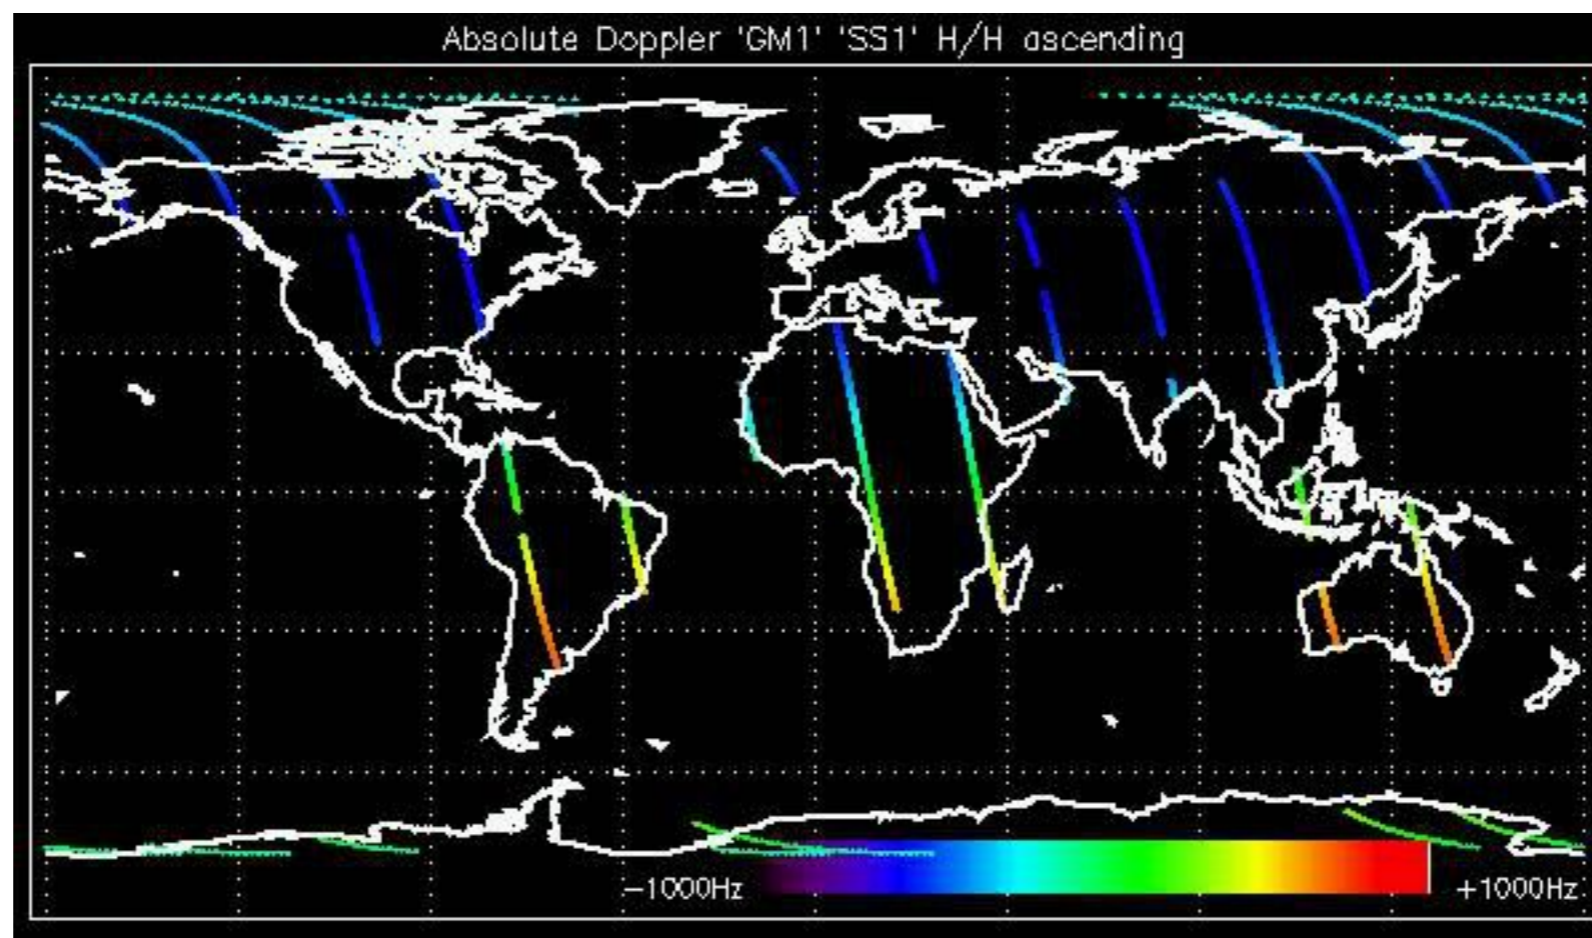 Absolute Doppler 'GM1' 'SS1' H/H ascending
−1000Hz
+1000Hz